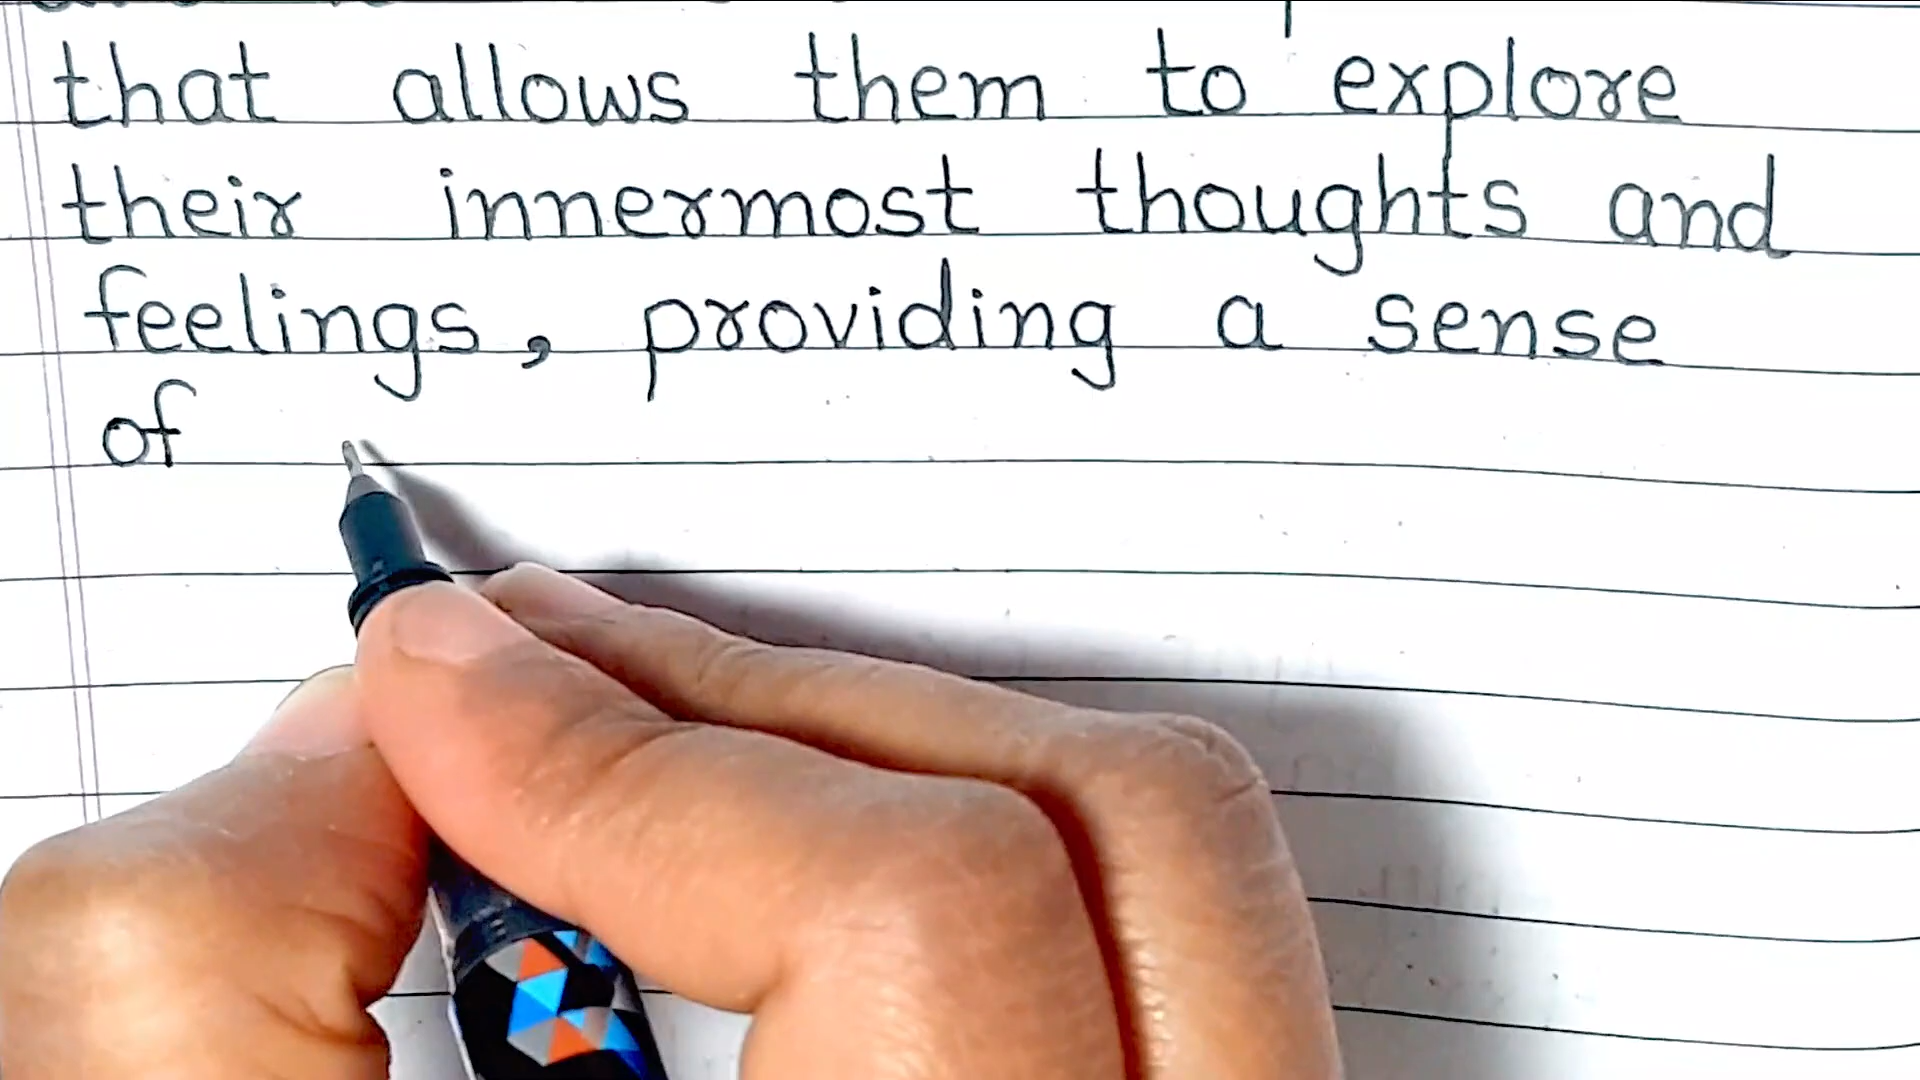 that allows them to explore
their innermost thoughts and
feelings, providing a sense
of